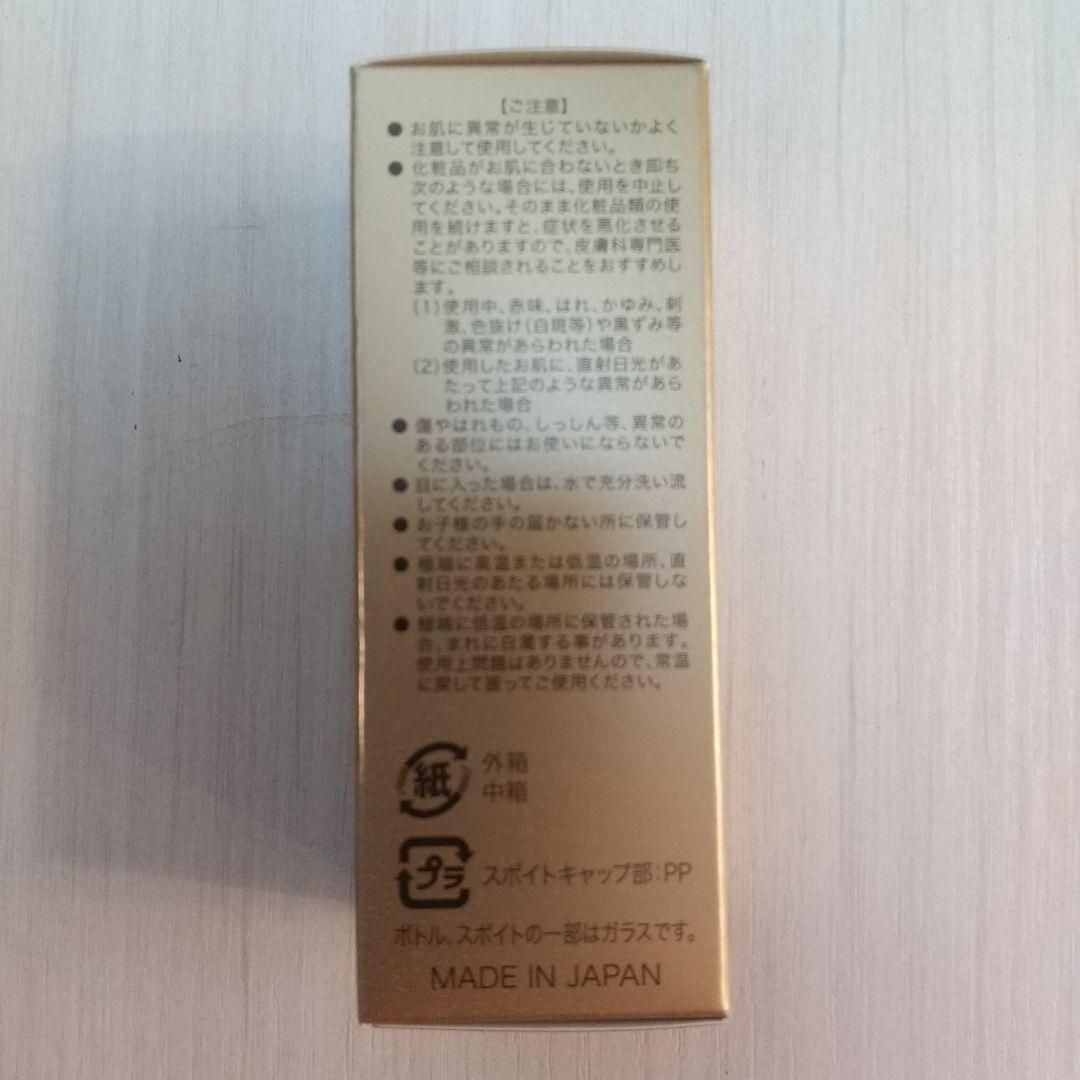 【ご注意】
● お肌に異常が生じていないかよく
注意して使用してください。
● 化粧品がお肌に合わないとき即ち
次のような場合には、使用を中止し
てください。そのまま化粧品類の使
用を続けますと、症状を悪化させる
ことがありますので、皮膚科専門医
等にご相談されることをおすすめし
ます。
(1)使用中、赤味、はれ、かゆみ、刺
激、色抜け(白斑等)や黒ずみ等
の異常があらわれた場合
(2)使用したお肌に、直射日光があ
たって上記のような異常があら
われた場合
● 傷やはれもの、しっしん等、異常の
ある部位にはお使いにならないで
ください。
● 目に入った場合は、水で充分洗い流
してください。
● お子様の手の届かない所に保管し
てください。
● 極端に高温または低温の場所、直
射日光のあたる場所には保管しな
いでください。
● 極端に低温の場所に保管された場
合、まれに白濁する事があります。
使用上問題はありませんので、常温
に戻して振ってご使用ください。
紙 外箱
中箱
プラ スポイトキャップ部:PP
ボトル、スポイトの一部はガラスです。
MADE IN JAPAN